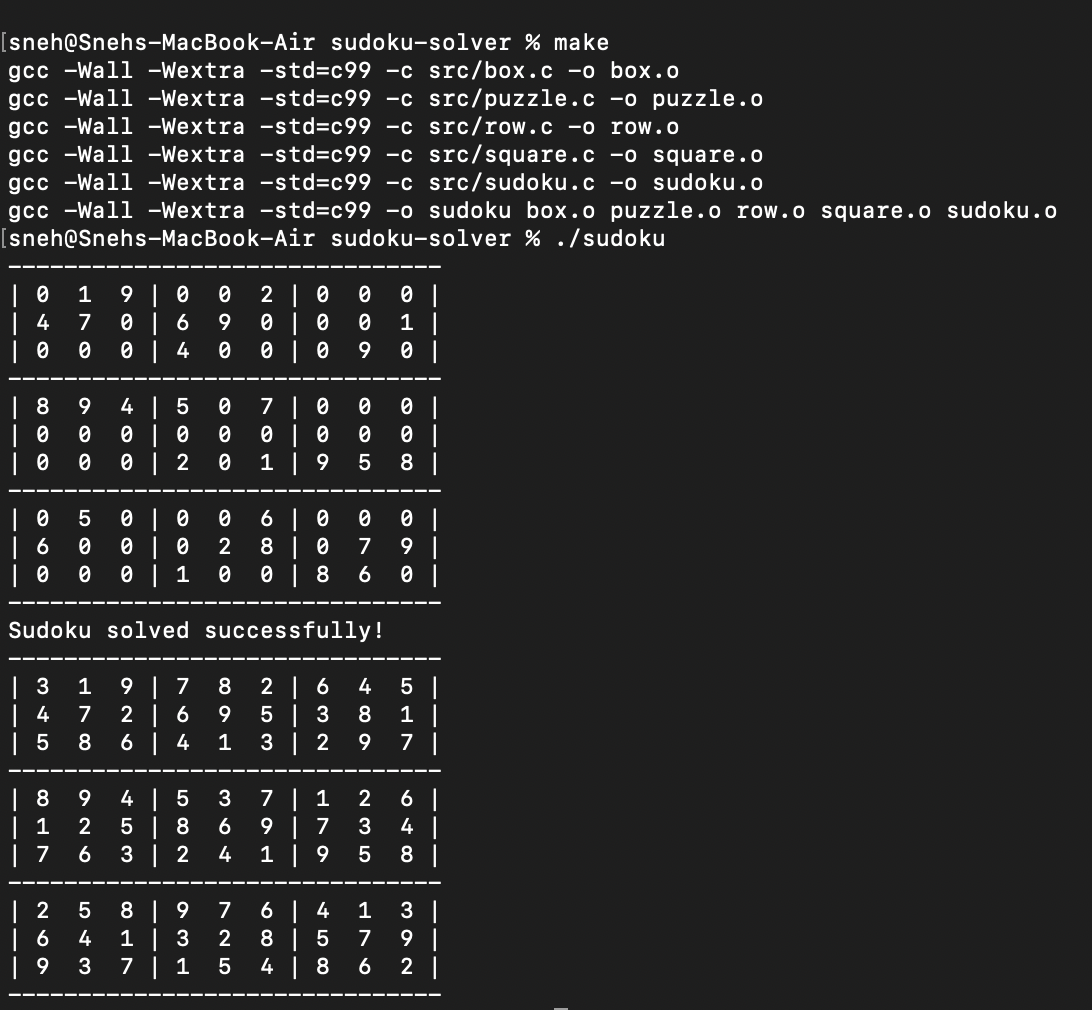 [sneh@Snehs-MacBook-Air sudoku-solver % make
gcc -Wall -Wextra -std=c99 -c src/box.c -o box.o
gcc -Wall -Wextra -std=c99 -c src/puzzle.c -o puzzle.o
gcc -Wall -Wextra -std=c99 -c src/row.c -o row.o
gcc -Wall -Wextra -std=c99 -c src/square.c -o square.o
gcc -Wall -Wextra -std=c99 -c src/sudoku.c -o sudoku.o
gcc -Wall -Wextra -std=c99 -o sudoku box.o puzzle.o row.o square.o sudoku.o
[sneh@Snehs-MacBook-Air sudoku-solver % ./sudoku
-------------------------------
| 0  1  9 | 0  0  2 | 0  0  0 |
| 4  7  0 | 6  9  0 | 0  0  1 |
| 0  0  0 | 4  0  0 | 0  9  0 |
-------------------------------
| 8  9  4 | 5  0  7 | 0  0  0 |
| 0  0  0 | 0  0  0 | 0  0  0 |
| 0  0  0 | 2  0  1 | 9  5  8 |
-------------------------------
| 0  5  0 | 0  0  6 | 0  0  0 |
| 6  0  0 | 0  2  8 | 0  7  9 |
| 0  0  0 | 1  0  0 | 8  6  0 |
-------------------------------
Sudoku solved successfully!
-------------------------------
| 3  1  9 | 7  8  2 | 6  4  5 |
| 4  7  2 | 6  9  5 | 3  8  1 |
| 5  8  6 | 4  1  3 | 2  9  7 |
-------------------------------
| 8  9  4 | 5  3  7 | 1  2  6 |
| 1  2  5 | 8  6  9 | 7  3  4 |
| 7  6  3 | 2  4  1 | 9  5  8 |
-------------------------------
| 2  5  8 | 9  7  6 | 4  1  3 |
| 6  4  1 | 3  2  8 | 5  7  9 |
| 9  3  7 | 1  5  4 | 8  6  2 |
-------------------------------